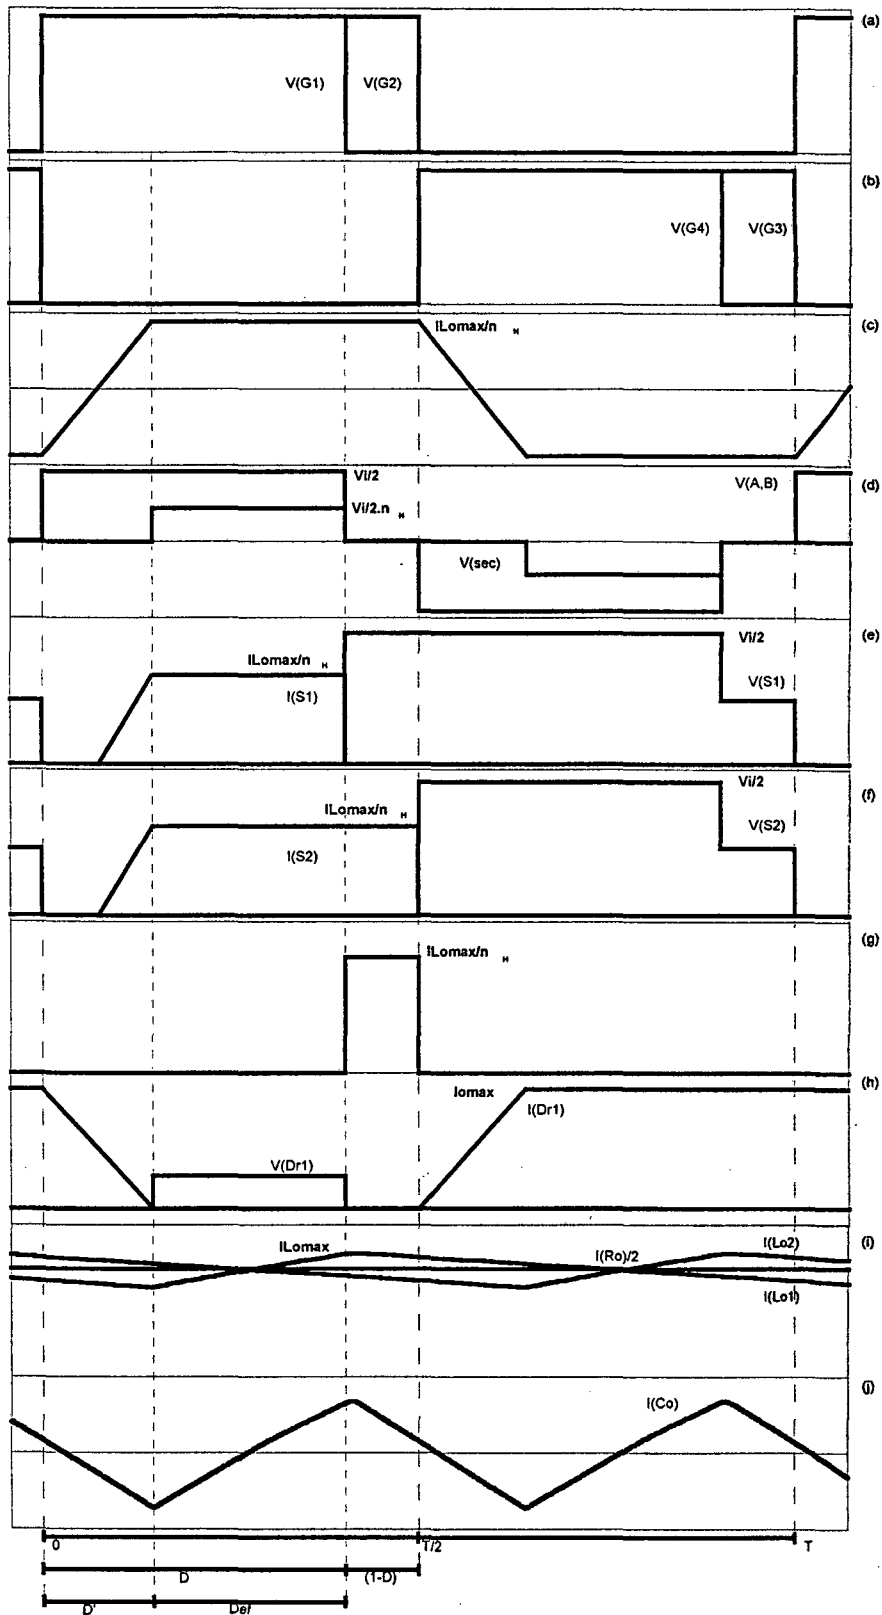 (a)
V(G1) V(G2)
(b)
V(G4) V(G3)
ILomax/n
(c)
Vi/2
V(A,B)
(d)
Vi/2.n
V(sec)
(e)
Vi/2
ILomax/n
V(S1)
I(S1)
(f)
Vi/2
ILomax/n
V(S2)
I(S2)
(g)
ILomax/n
(h)
Iomax
I(Dr1)
V(Dr1)
(i)
ILomax
I(Ro)/2
I(Lo2)
I(Lo1)
(j)
I(Co)
0 T/2 T
D (1-D)
D' Def